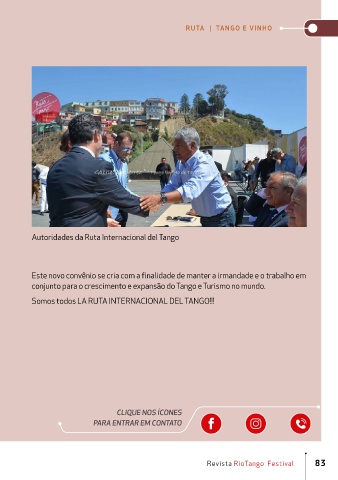 RUTA | TANGO E VINHO
Autoridades da Ruta Internacional del Tango
Este novo convênio se cria com a finalidade de manter a irmandade e o trabalho em
conjunto para o crescimento e expansão do Tango e Turismo no mundo.
Somos todos LA RUTA INTERNACIONAL DEL TANGO!!!
CLIQUE NOS ÍCONES
PARA ENTRAR EM CONTATO
Revista RioTango Festival 83